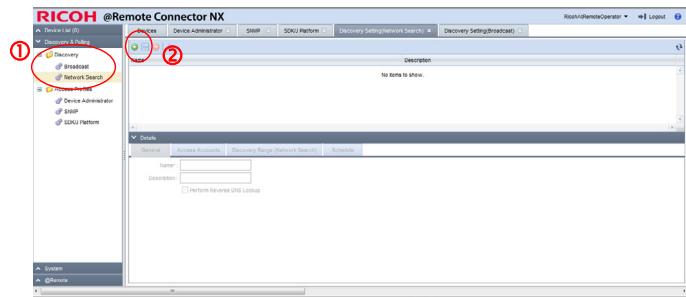 RICOH @Remote Connector NX
RicohAtRemoteOperator Logout
Device List (0)
Devices Device Administrator SNMP SDK/J Platform Discovery Setting(Network Search) Discovery Setting(Broadcast)
Discovery & Polling
①
Discovery
②
Broadcast
Name Description
Network Search
No items to show.
Access Profiles
Device Administrator
SNMP
SDK/J Platform
Details
General Access Accounts Discovery Range (Network Search) Schedule
Name:
Description:
Perform Reverse DNS Lookup
System
@Remote